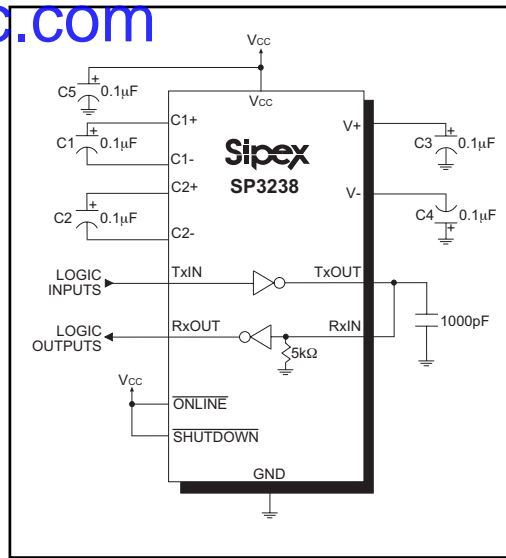 c.com
VCC
C5 + 0.1µF
VCC
C1 + 0.1µF
C1+
C1-
C2 + 0.1µF
C2+
C2-
Sipex
SP3238
V+
C3 + 0.1µF
V-
C4 0.1µF +
LOGIC
INPUTS
TxIN
TxOUT
LOGIC
OUTPUTS
RxOUT
RxIN
5kΩ
1000pF
VCC
ONLINE
SHUTDOWN
GND